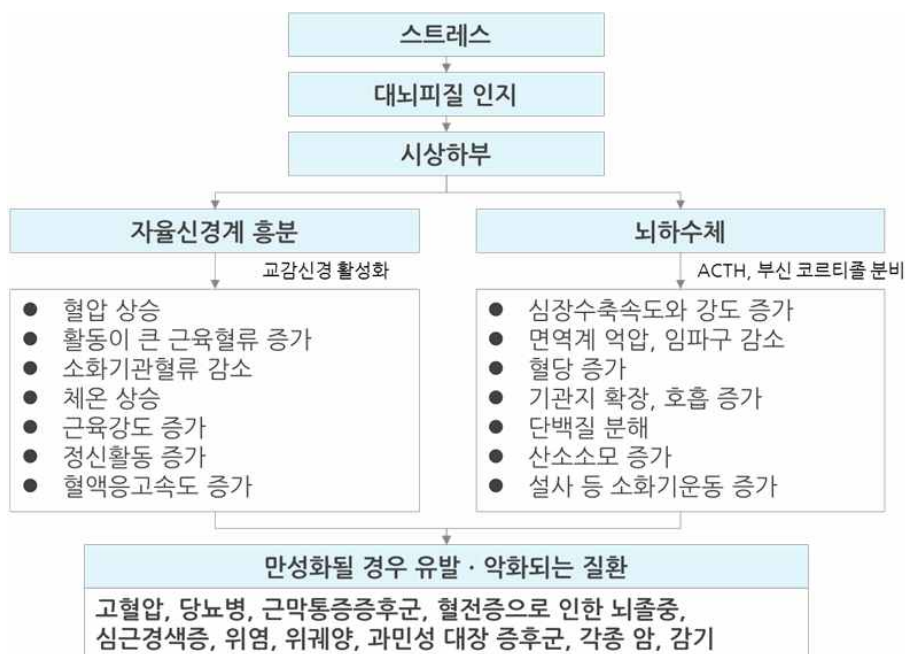 스트레스
대뇌피질 인지
시상하부
자율신경계 흥분
교감신경 활성화
● 혈압 상승
● 활동이 큰 근육혈류 증가
● 소화기관혈류 감소
● 체온 상승
● 근육강도 증가
● 정신활동 증가
● 혈액응고속도 증가
뇌하수체
ACTH, 부신 코르티졸 분비
● 심장수축속도와 강도 증가
● 면역계 억압, 임파구 감소
● 혈당 증가
● 기관지 확장, 호흡 증가
● 단백질 분해
● 산소소모 증가
● 설사 등 소화기운동 증가
만성화될 경우 유발 · 악화되는 질환
고혈압, 당뇨병, 근막통증증후군, 혈전증으로 인한 뇌졸중,
심근경색증, 위염, 위궤양, 과민성 대장 증후군, 각종 암, 감기